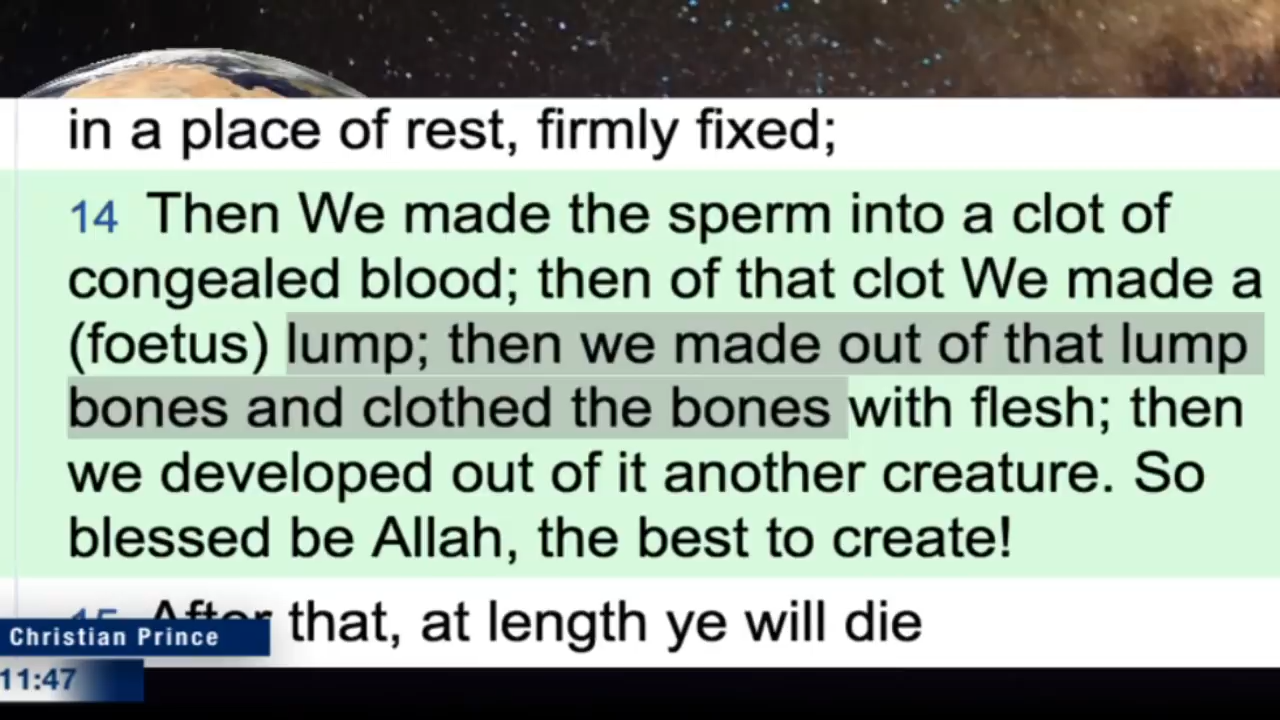 in a place of rest, firmly fixed;
14 Then We made the sperm into a clot of
congealed blood; then of that clot We made a
(foetus) lump; then we made out of that lump
bones and clothed the bones with flesh; then
we developed out of it another creature. So
blessed be Allah, the best to create!
15 After that, at length ye will die
Christian Prince
11:47